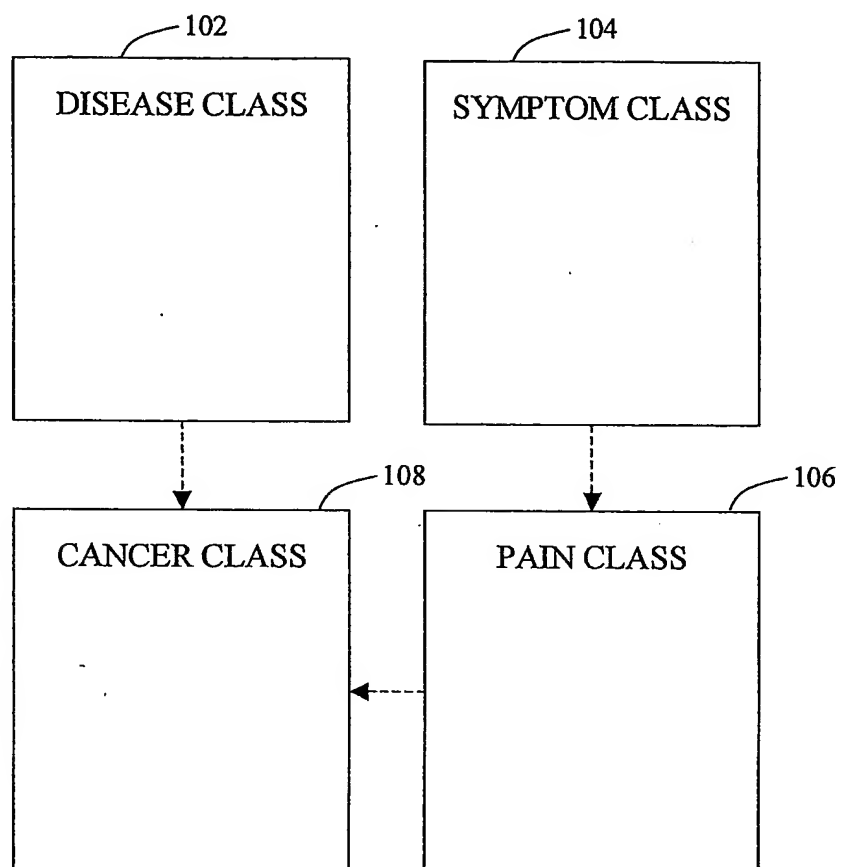 102
104
DISEASE CLASS
SYMPTOM CLASS
108
106
CANCER CLASS
PAIN CLASS